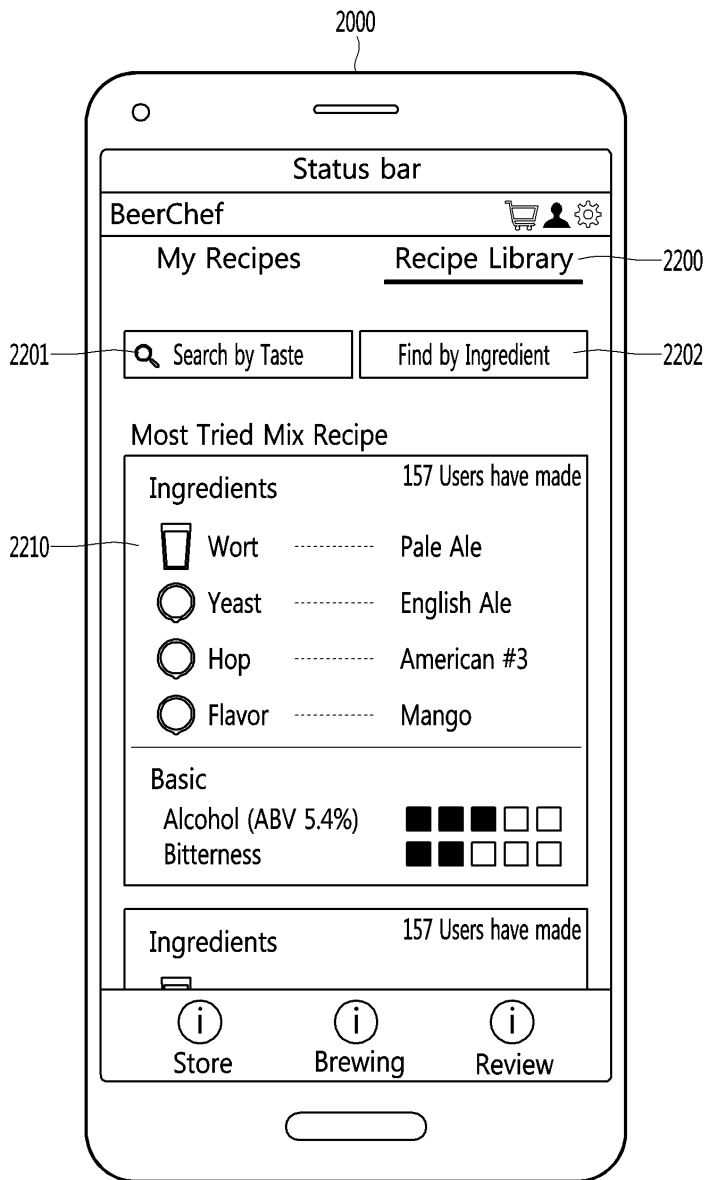 2000
Status bar
BeerChef
My Recipes Recipe Library 2200
2201 Search by Taste Find by Ingredient 2202
Most Tried Mix Recipe
Ingredients 157 Users have made
2210 Wort Pale Ale
Yeast English Ale
Hop American #3
Flavor Mango
Basic
Alcohol (ABV 5.4%)
Bitterness
Ingredients 157 Users have made
i i i
Store Brewing Review